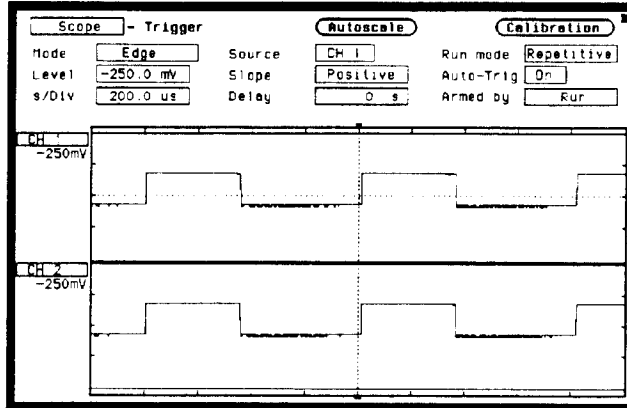 Scope - Trigger Autoscale Calibration
Mode Edge Source CH 1 Run mode Repetitive
Level -250.0 mV Slope Positive Auto-Trig On
s/Div 200.0 us Delay 0 s Armed by Run
CH 1
-250mV
CH 2
-250mV